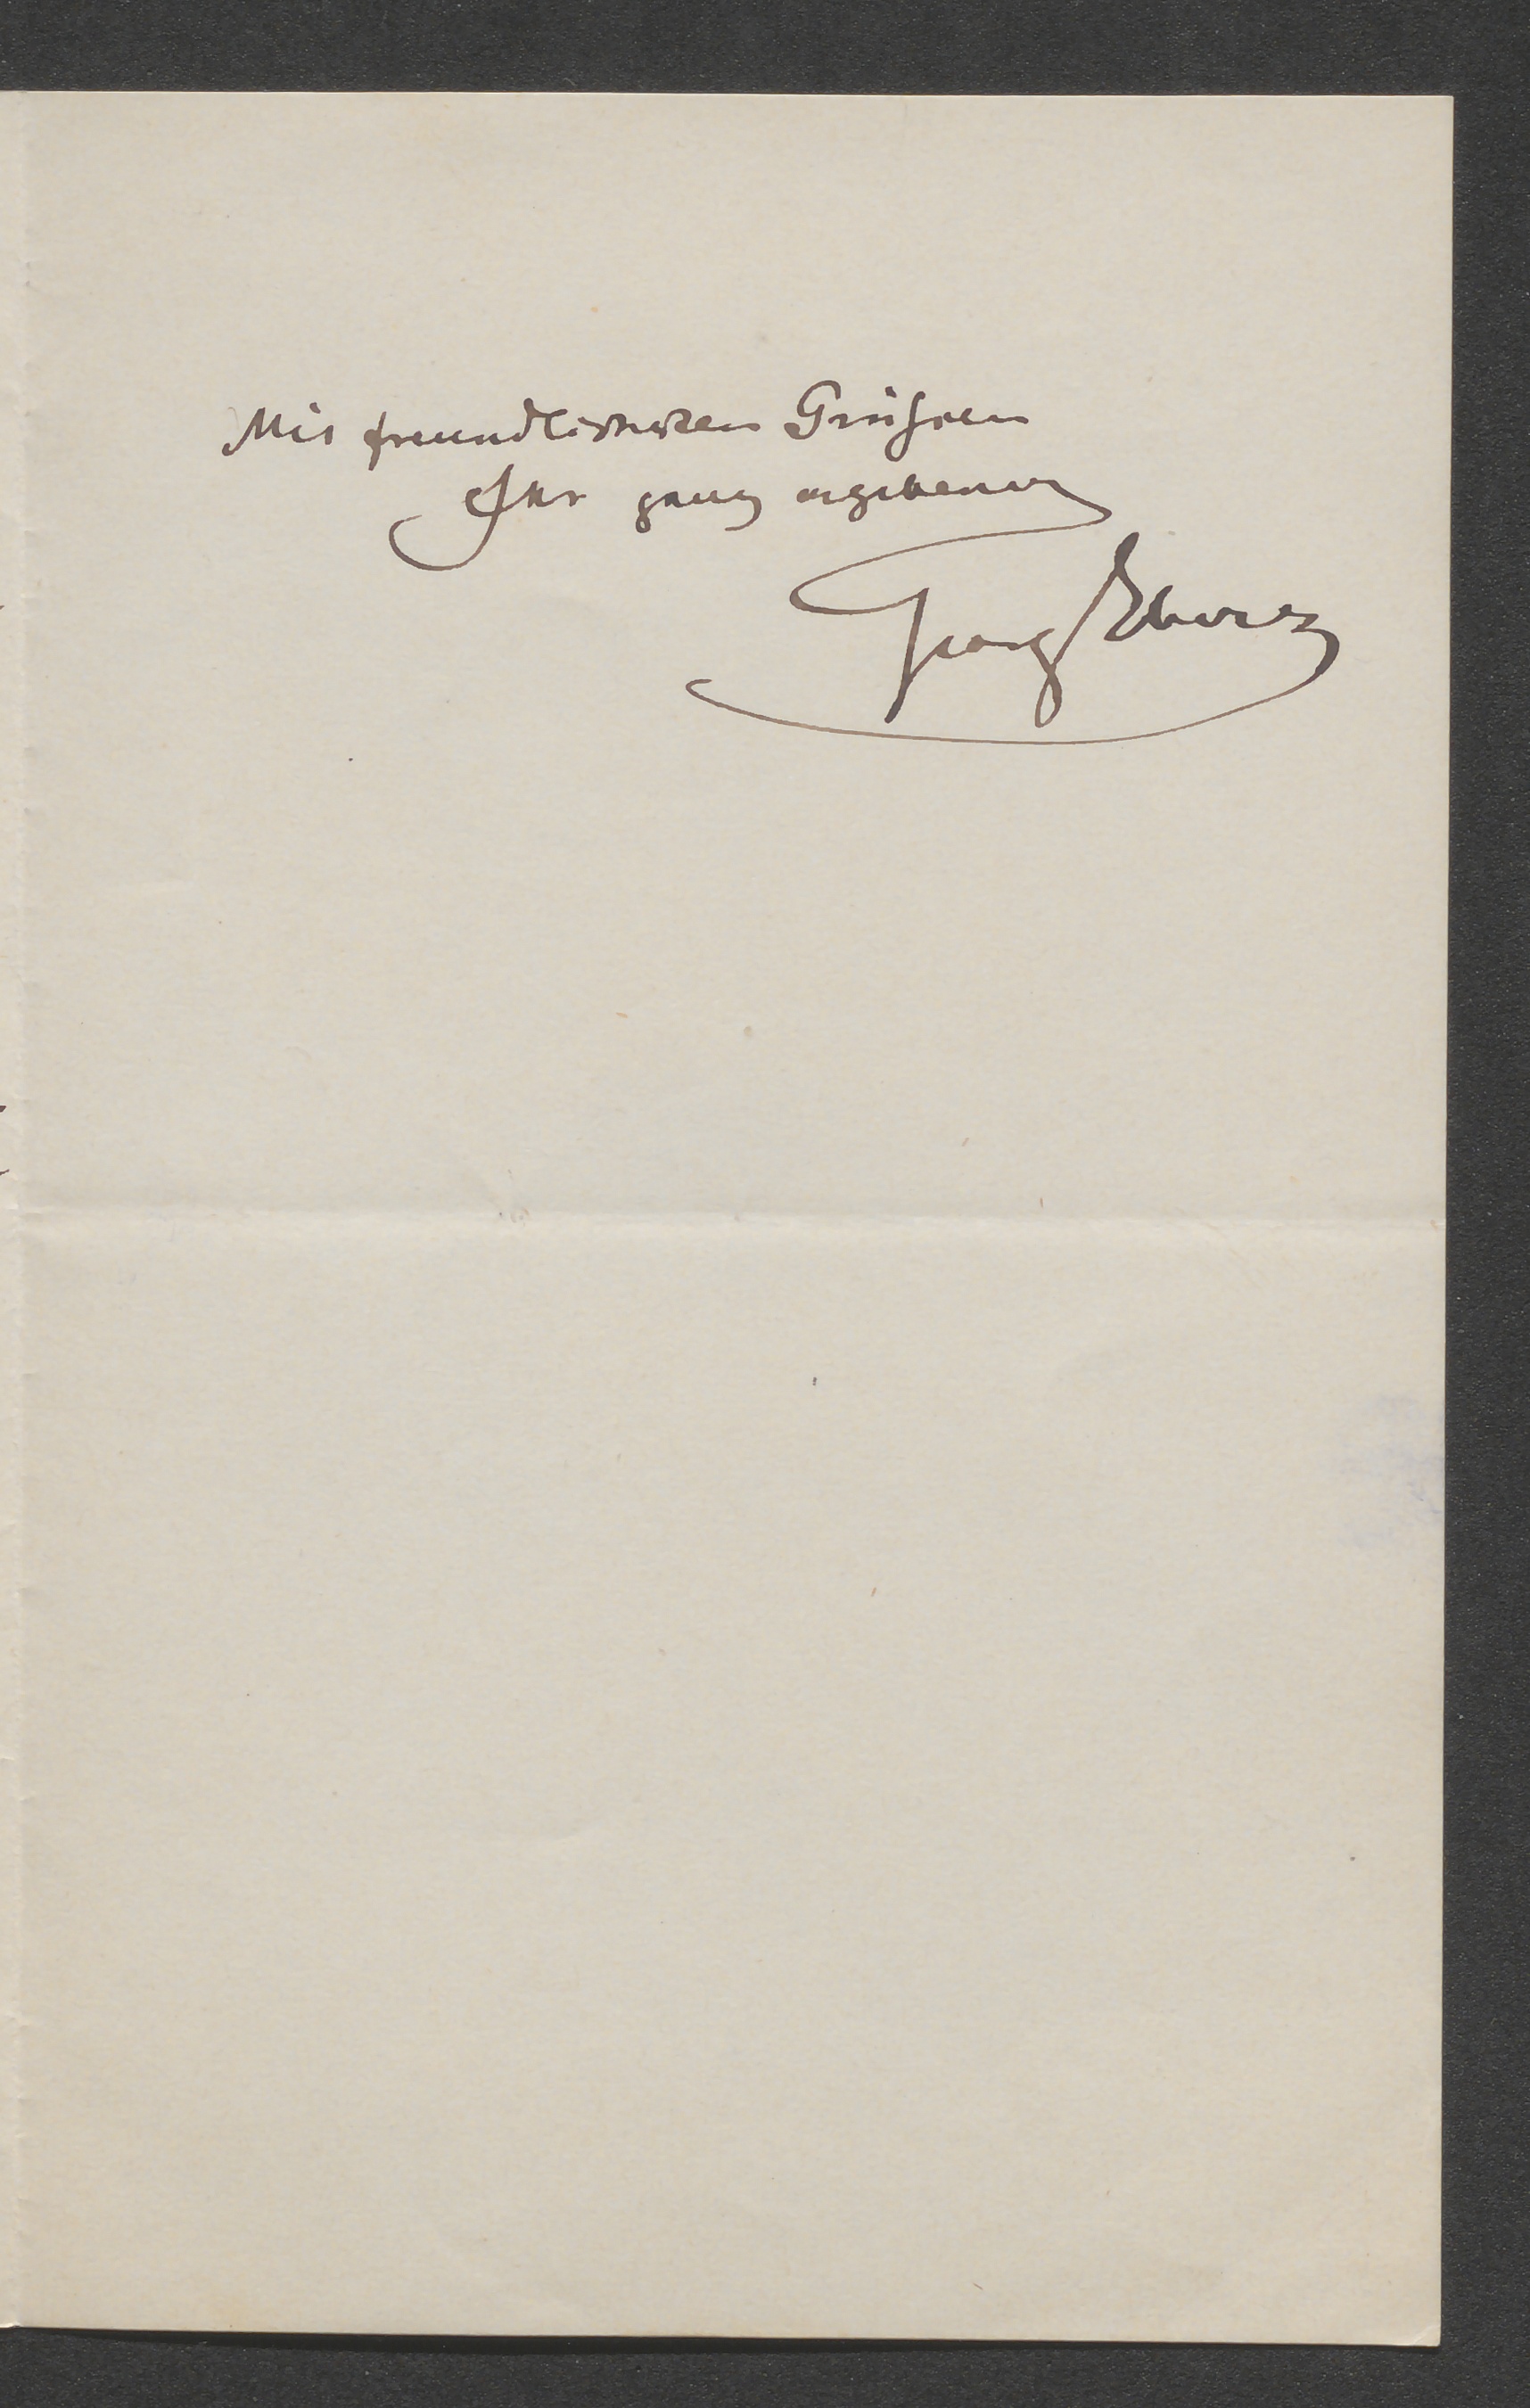 Mit freundlichsten Grüßen
Ihr ganz ergebener
Georg Ebers